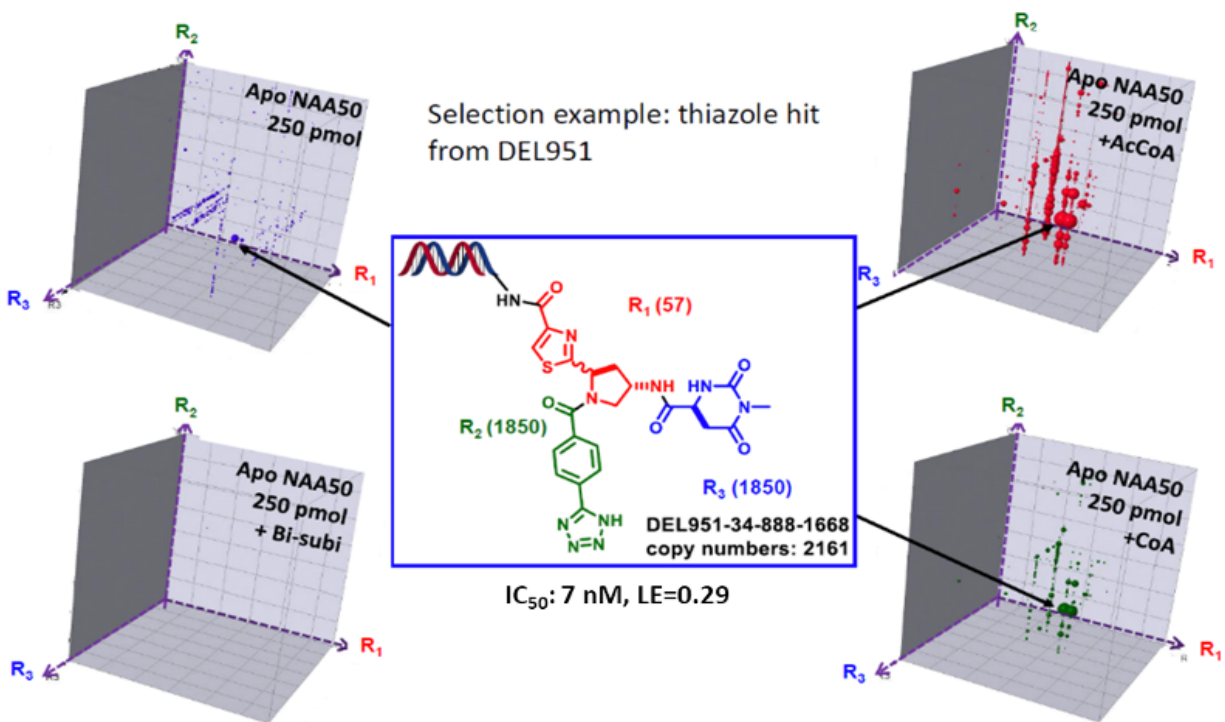 R2
Apo NAA50
250 pmol
R1
R3
R3
Selection example: thiazole hit
from DEL951
R2
Apo NAA50
250 pmol
+AcCoA
R1
R3
HN
O
N
S
R1 (57)
N
O
R2 (1850)
NH
O
HN
O
N
O
R3 (1850)
N
NH
N
N
DEL951-34-888-1668
copy numbers: 2161
IC50: 7 nM, LE=0.29
R2
Apo NAA50
250 pmol
+ Bi-subi
R1
R3
R3
R2
Apo NAA50
250 pmol
+CoA
R1
R
R3